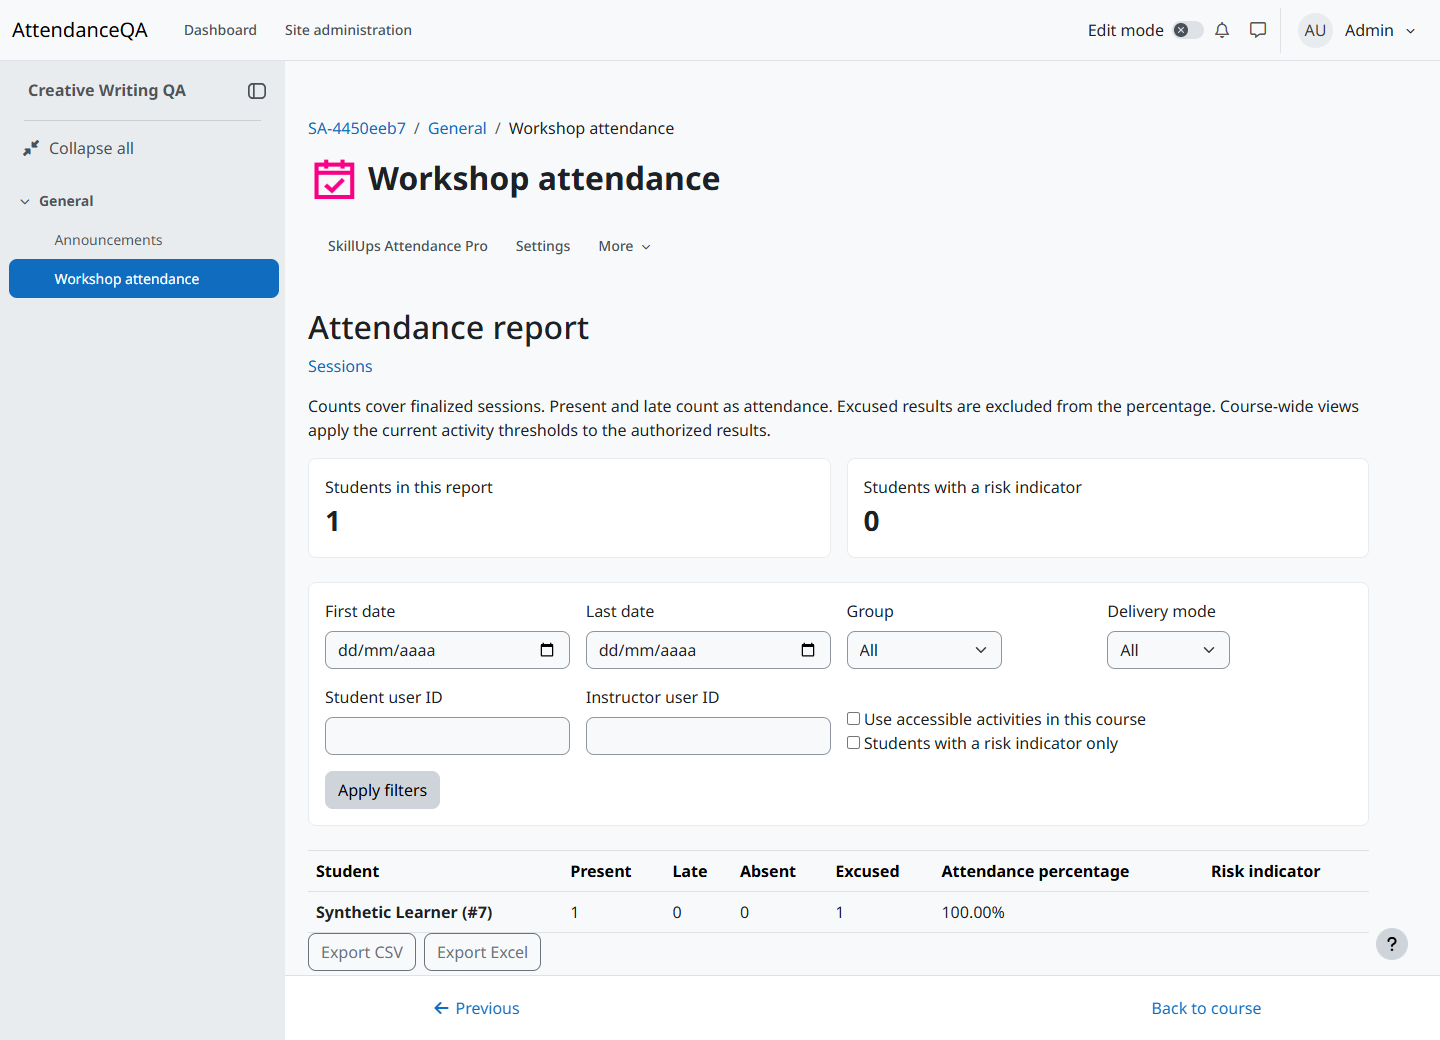 AttendanceQA Dashboard Site administration Edit mode AU Admin
Creative Writing QA
Collapse all
General
Announcements
Workshop attendance
SA-4450eeb7 / General / Workshop attendance
Workshop attendance
SkillUps Attendance Pro Settings More
Attendance report
Sessions
Counts cover finalized sessions. Present and late count as attendance. Excused results are excluded from the percentage. Course-wide views
apply the current activity thresholds to the authorized results.
Students in this report
1
Students with a risk indicator
0
First date Last date Group Delivery mode
dd/mm/aaaa dd/mm/aaaa All All
Student user ID Instructor user ID
Use accessible activities in this course
Students with a risk indicator only
Apply filters
Student Present Late Absent Excused Attendance percentage Risk indicator
Synthetic Learner (#7) 1 0 0 1 100.00%
Export CSV Export Excel
?
Previous Back to course